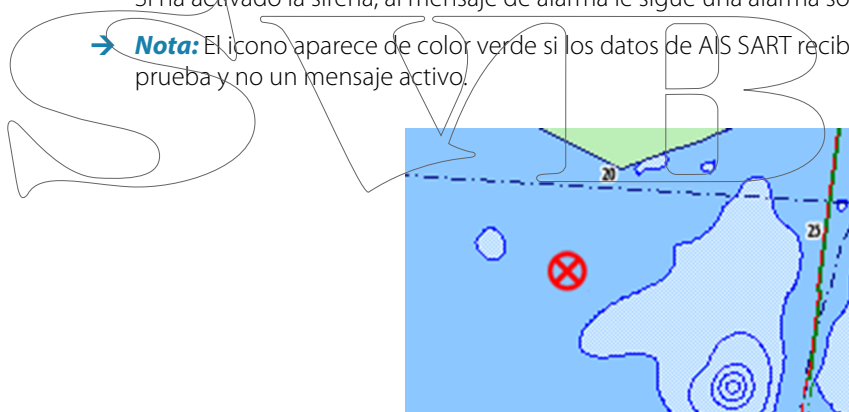 Si ha activado la sirena, al mensaje de alarma le sigue una alarma so
→ Nota: El icono aparece de color verde si los datos de AIS SART recib
prueba y no un mensaje activo.
SVB
20
25